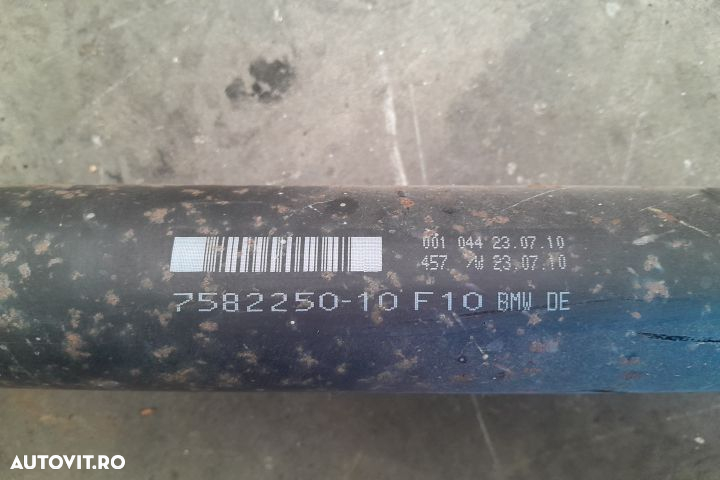 001 044 23.07.10
457 /W 23.07.10
7582250-10 F10 BMW DE
AUTOVIT.RO